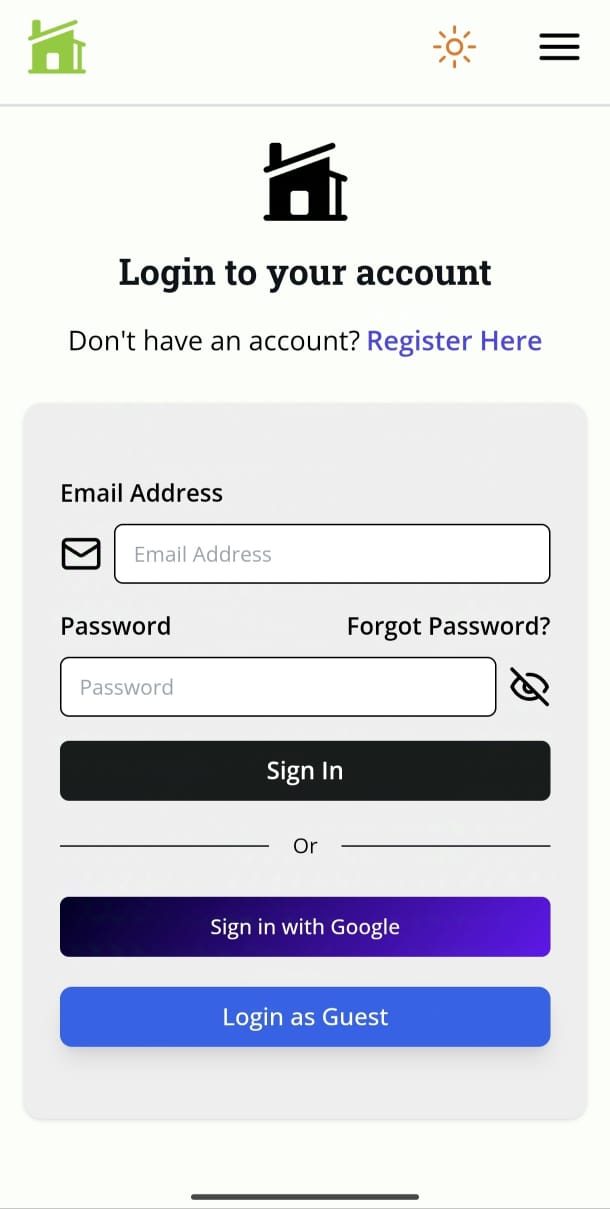 Login to your account
Don't have an account? Register Here
Email Address
Email Address
Password Forgot Password?
Password
Sign In
Or
Sign in with Google
Login as Guest